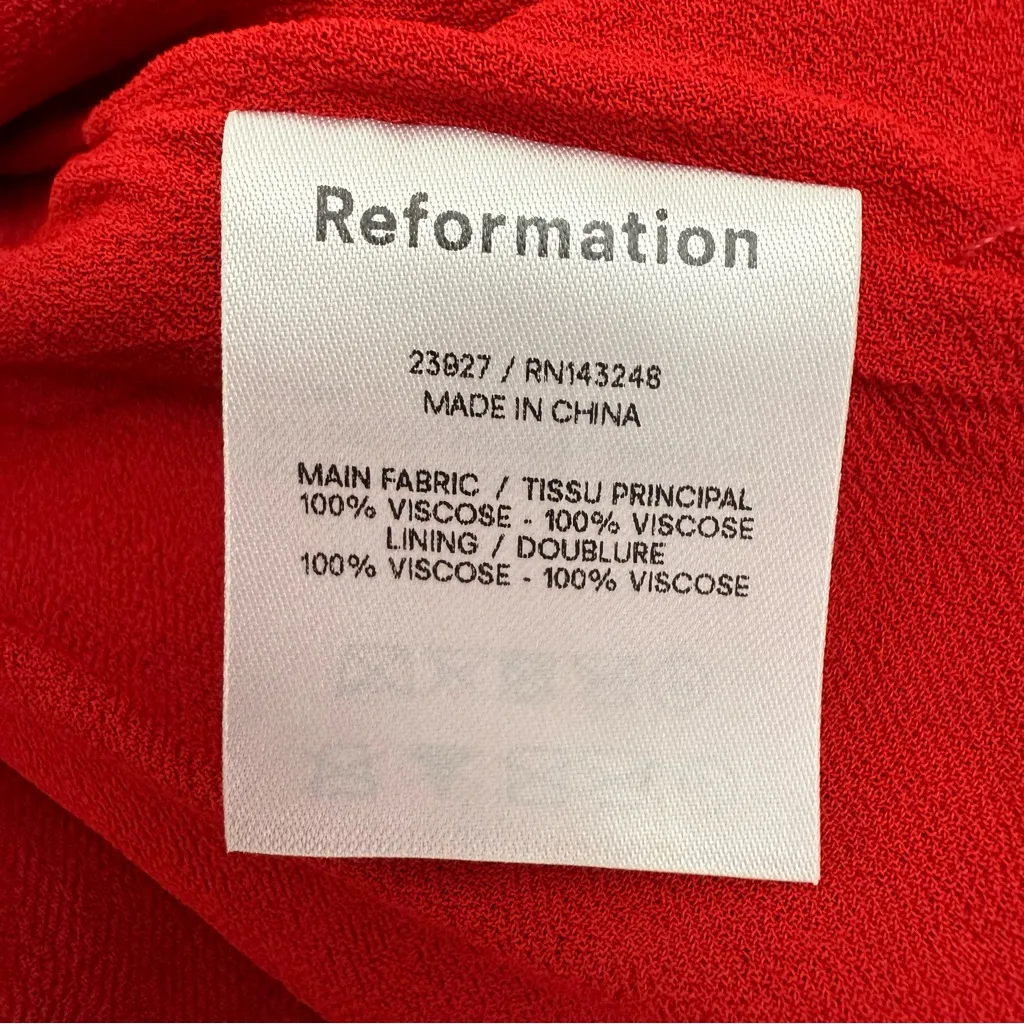 Reformation
23927 / RN143248
MADE IN CHINA
MAIN FABRIC / TISSU PRINCIPAL
100% VISCOSE - 100% VISCOSE
LINING / DOUBLURE
100% VISCOSE - 100% VISCOSE